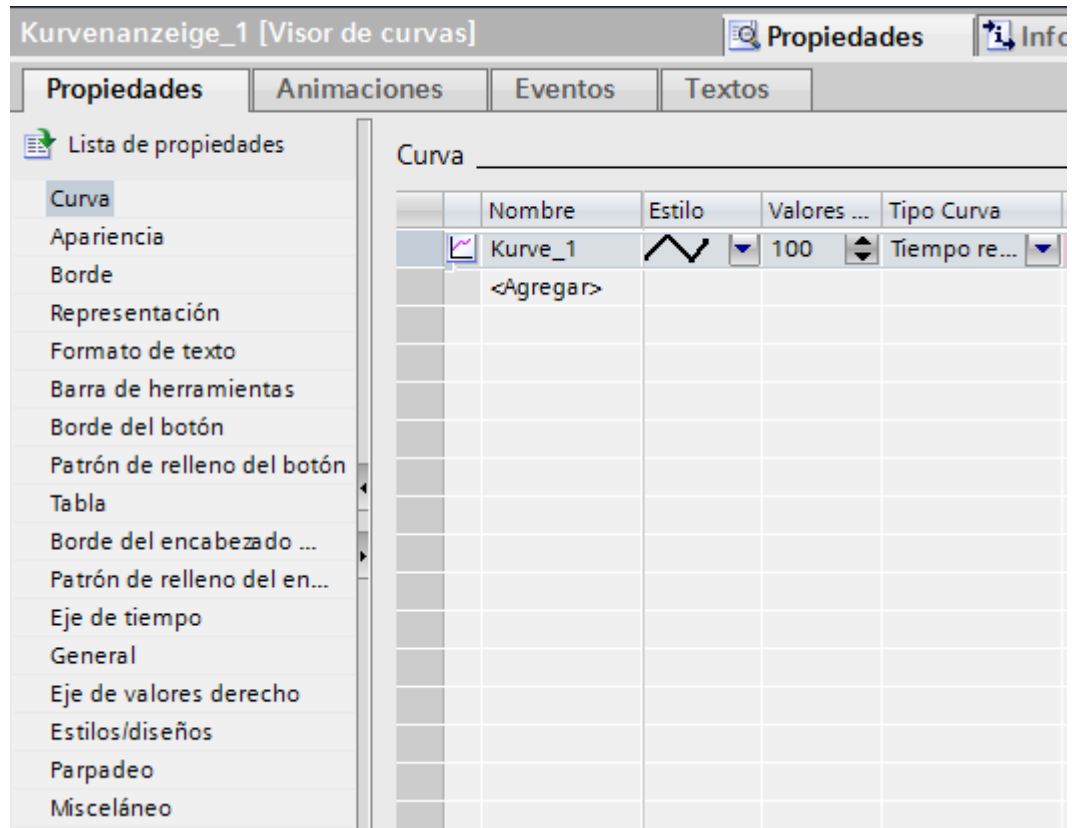 Kurvenanzeige_1 [Visor de curvas]
Propiedades
Info
Propiedades
Animaciones
Eventos
Textos
Lista de propiedades
Curva
Apariencia
Borde
Representación
Formato de texto
Barra de herramientas
Borde del botón
Patrón de relleno del botón
Tabla
Borde del encabezado ...
Patrón de relleno del en...
Eje de tiempo
General
Eje de valores derecho
Estilos/diseños
Parpadeo
Misceláneo
Curva
Nombre Estilo Valores ... Tipo Curva
Kurve_1 100 Tiempo re...
<Agregar>